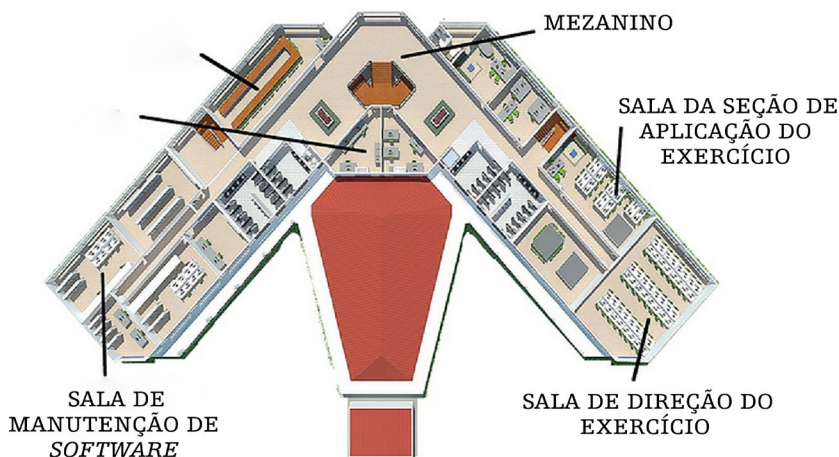 MEZANINO
SALA DA SEÇÃO DE
APLICAÇÃO DO
EXERCÍCIO
SALA DE
MANUTENÇÃO DE
SOFTWARE
SALA DE DIREÇÃO DO
EXERCÍCIO